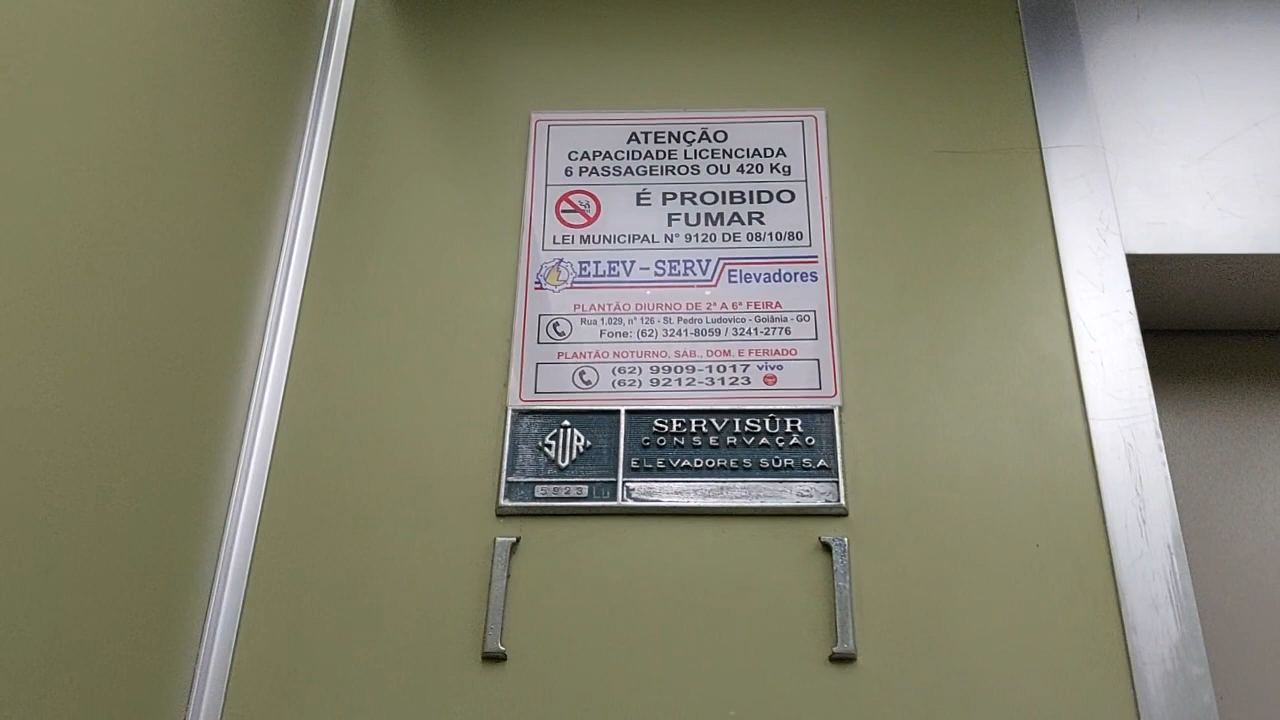 ATENÇÃO
CAPACIDADE LICENCIADA
6 PASSAGEIROS OU 420 Kg
É PROIBIDO
FUMAR
LEI MUNICIPAL N° 9120 DE 08/10/80
ELEV-SERV Elevadores
PLANTÃO DIURNO DE 2ª A 6ª FEIRA
Rua 1.029, n° 126 - St. Pedro Ludovico - Goiânia - GO
Fone: (62) 3241-8059 / 3241-2776
PLANTÃO NOTURNO, SÁB., DOM. E FERIADO
(62) 9909-1017 vivo
(62) 9212-3123
SÛR
SERVISÛR
CONSERVAÇÃO
ELEVADORES SÛR S.A
5923 Lu